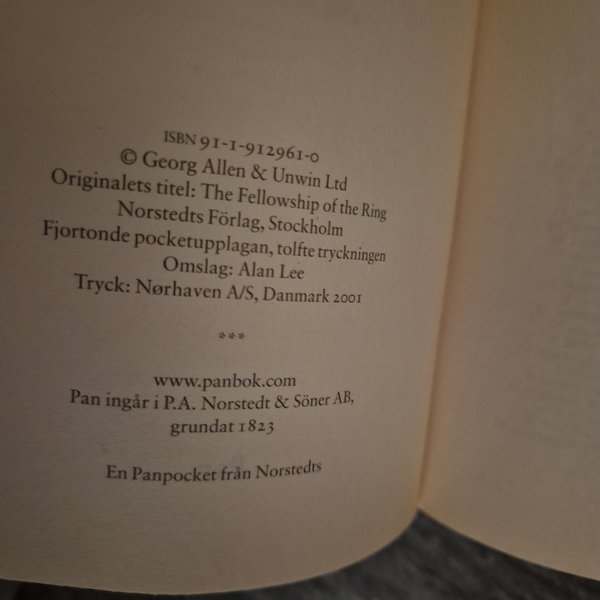 ISBN 91-1-912961-0
© Georg Allen & Unwin Ltd
Originalets titel: The Fellowship of the Ring
Norstedts Förlag, Stockholm
Fjortonde pocketupplagan, tolfte tryckningen
Omslag: Alan Lee
Tryck: Nørhaven A/S, Danmark 2001
***
www.panbok.com
Pan ingår i P.A. Norstedt & Söner AB,
grundat 1823
En Panpocket från Norstedts